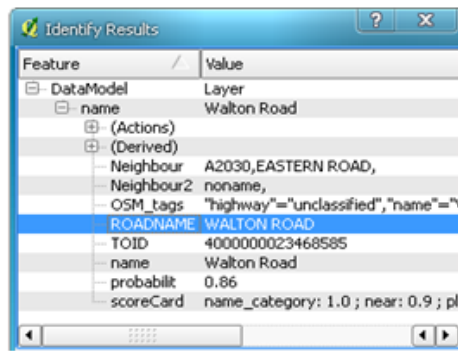 Identify Results
Feature Value
DataModel Layer
name Walton Road
(Actions)
(Derived)
Neighbour A2030,EASTERN ROAD,
Neighbour2 noname,
OSM_tags "highway"="unclassified","name"="
ROADNAME WALTON ROAD
TOID 4000000023468585
name Walton Road
probabilit 0.86
scoreCard name_category: 1.0 ; near: 0.9 ; pl